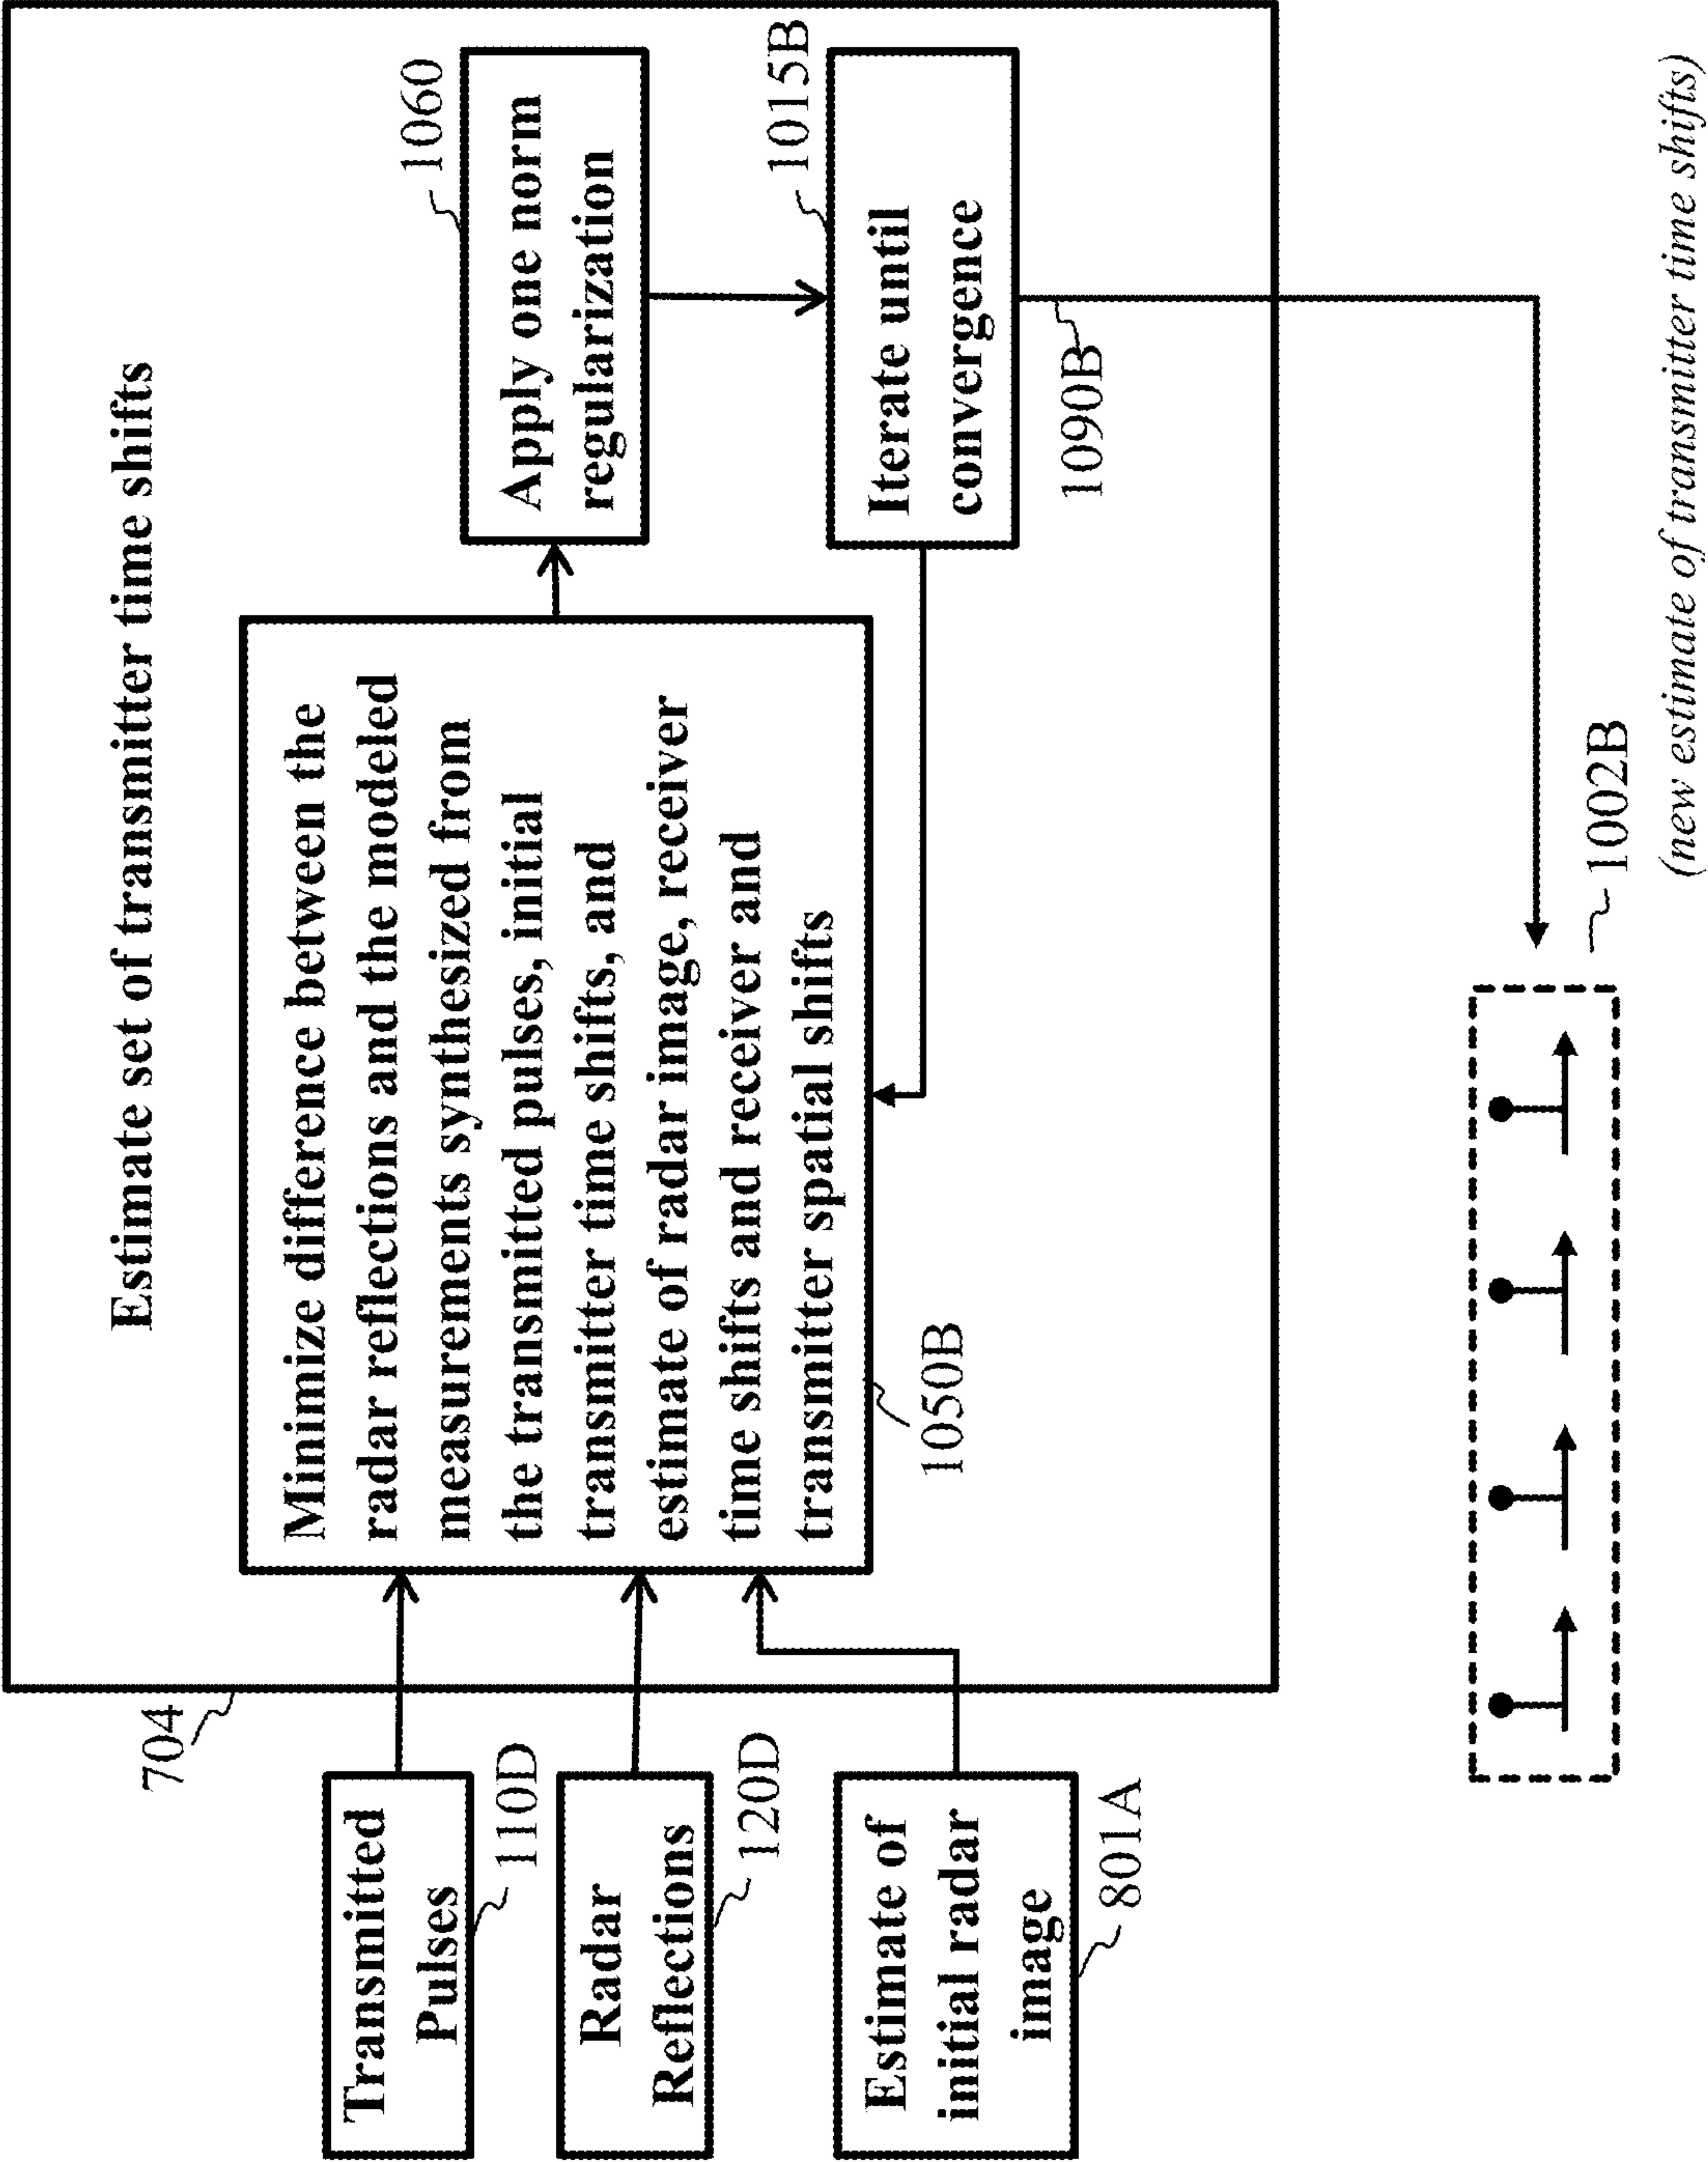 Estimate set of transmitter time shifts
704
Transmitted
Pulses
110D
Radar
Reflections
120D
Estimate of
initial radar
image
801A
Minimize difference between the
radar reflections and the modeled
measurements synthesized from
the transmitted pulses, initial
transmitter time shifts, and
estimate of radar image, receiver
time shifts and receiver and
transmitter spatial shifts
1050B
Apply one norm
regularization
1060
Iterate until
convergence
1015B
1090B
1002B
(new estimate of transmitter time shifts)